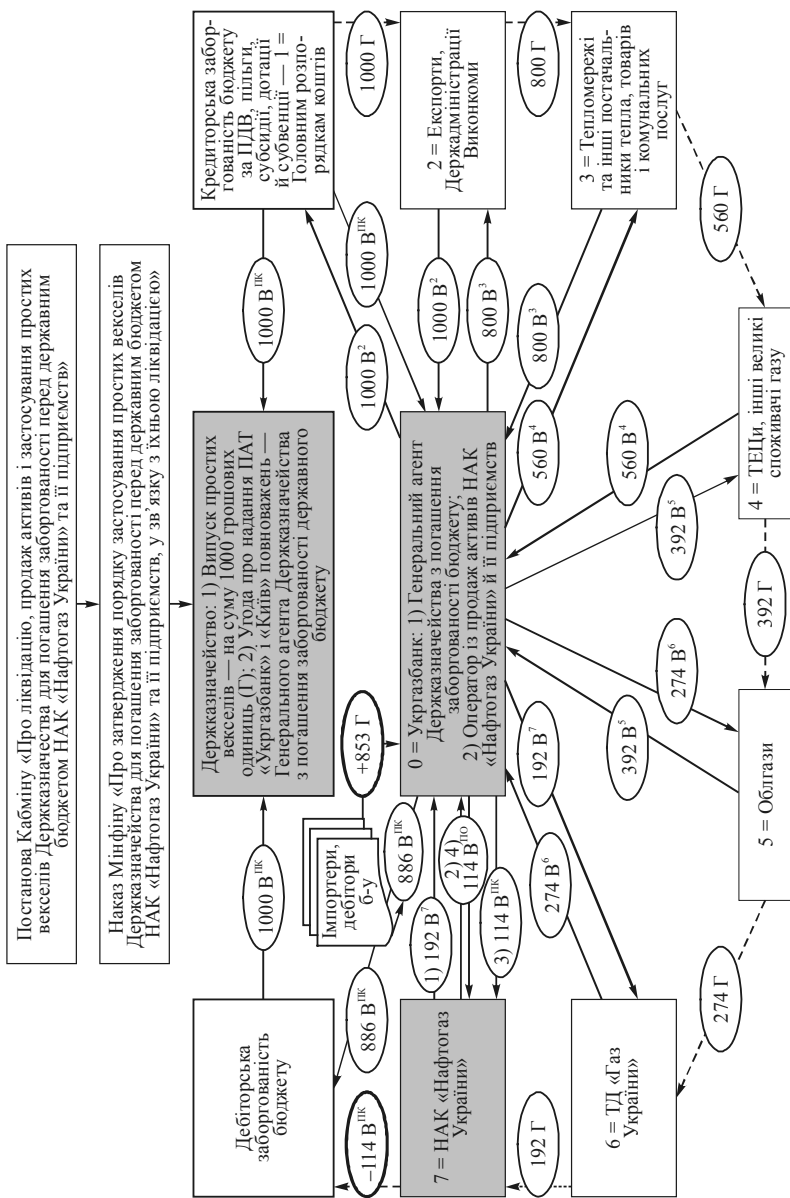 Постанова Кабміну «Про ліквідацію, продаж активів і застосування простих
векселів Держказначества для погашення заборгованості перед державним
бюджетом НАК «Нафтогаз України» та її підприємств»
Наказ Мінфіну «Про затвердження порядку застосування простих векселів
Держказначейства для погашення заборгованості перед державним бюджетом
НАК «Нафтогаз України» та її підприємств, у зв'язку з їхньою ліквідацією»
Дебіторська
заборгованість
бюджету
1000 Вᴾᴷ
Держказначейство: 1) Випуск простих
векселів — на суму 1000 грошових
одиниць (Г); 2) Угода про надання ПАТ
«Укргазбанк» і «Київ» повноважень —
Генерального агента Держказначейства
з погашення заборгованості державного
бюджету
1000 Вᴾᴷ
Кредиторська забор-
гованість бюджету
за ПДВ, пільги,
субсидії, дотації
й субвенції — 1 =
Головним розпо-
рядкам коштів
–114 Вᴾᴷ
886 Вᴾᴷ
Імпортери,
дебітори
б-у
886 Вᴾᴷ
+853 Г
1000 В²
1000 Вᴾᴷ
1000 Г
7 = НАК «Нафтогаз
України»
1) 192 В⁷
2) 4)
114 Вᴾᴼ
3) 114 Вᴾᴷ
0 = Укргазбанк: 1) Генеральний агент
Держказначейства з погашення
заборгованості бюджету;
2) Оператор із продаж активів НАК
«Нафтогаз України» й її підприємств
1000 В²
800 В³
2 = Експорти,
Держадміністрації
Виконкоми
192 Г
274 В⁶
192 В⁷
392 В⁵
274 В⁶
392 В⁵
560 В⁴
560 В⁴
800 В³
800 Г
6 = ТД «Газ
України»
5 = Облгази
4 = ТЕЦи, інші великі
споживачі газу
3 = Тепломережі
та інші постачаль-
ники тепла, товарів
і комунальних
послуг
274 Г
392 Г
560 Г